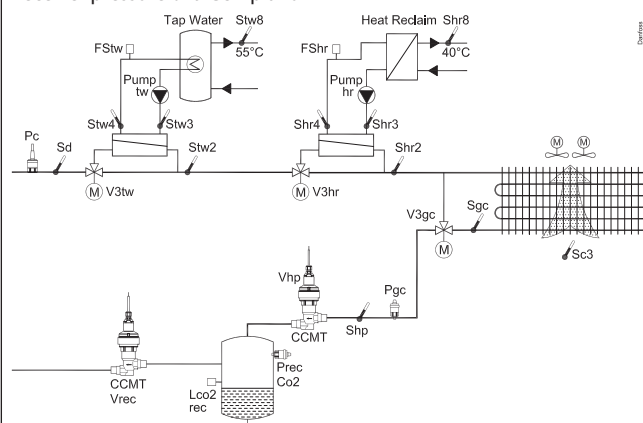 Tap Water
Stw8
Heat Reclaim
Shr8
Danfoss
FStw
55°C
FShr
40°C
Pump
tw
Pump
hr
Stw4
Stw3
Shr4
Shr3
M
M
Pc
Sd
Stw2
Shr2
M
V3tw
M
V3hr
V3gc
Sgc
M
Sc3
Vhp
Pgc
CCMT
Shp
CCMT
Vrec
Prec
Co2
Lco2
rec